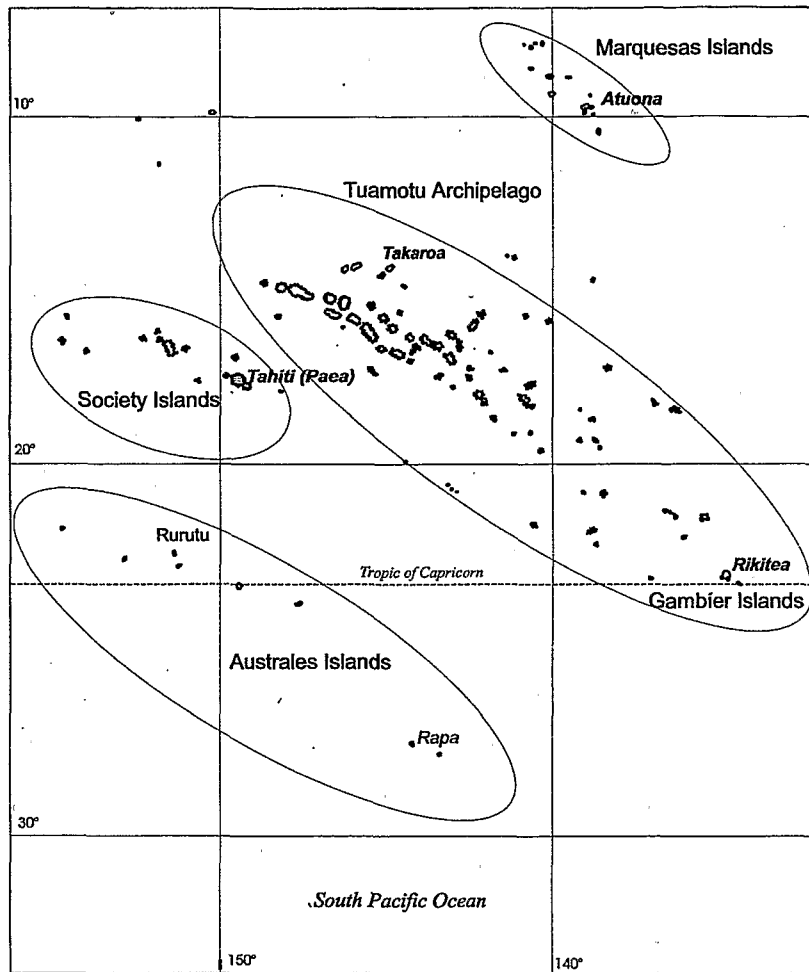 Marquesas Islands
Atuona
10°
Tuamotu Archipelago
Takaroa
Tahiti (Paea)
Society Islands
20°
Rurutu
Tropic of Capricorn
Rikitea
Gambier Islands
Australes Islands
Rapa
30°
South Pacific Ocean
150°
140°